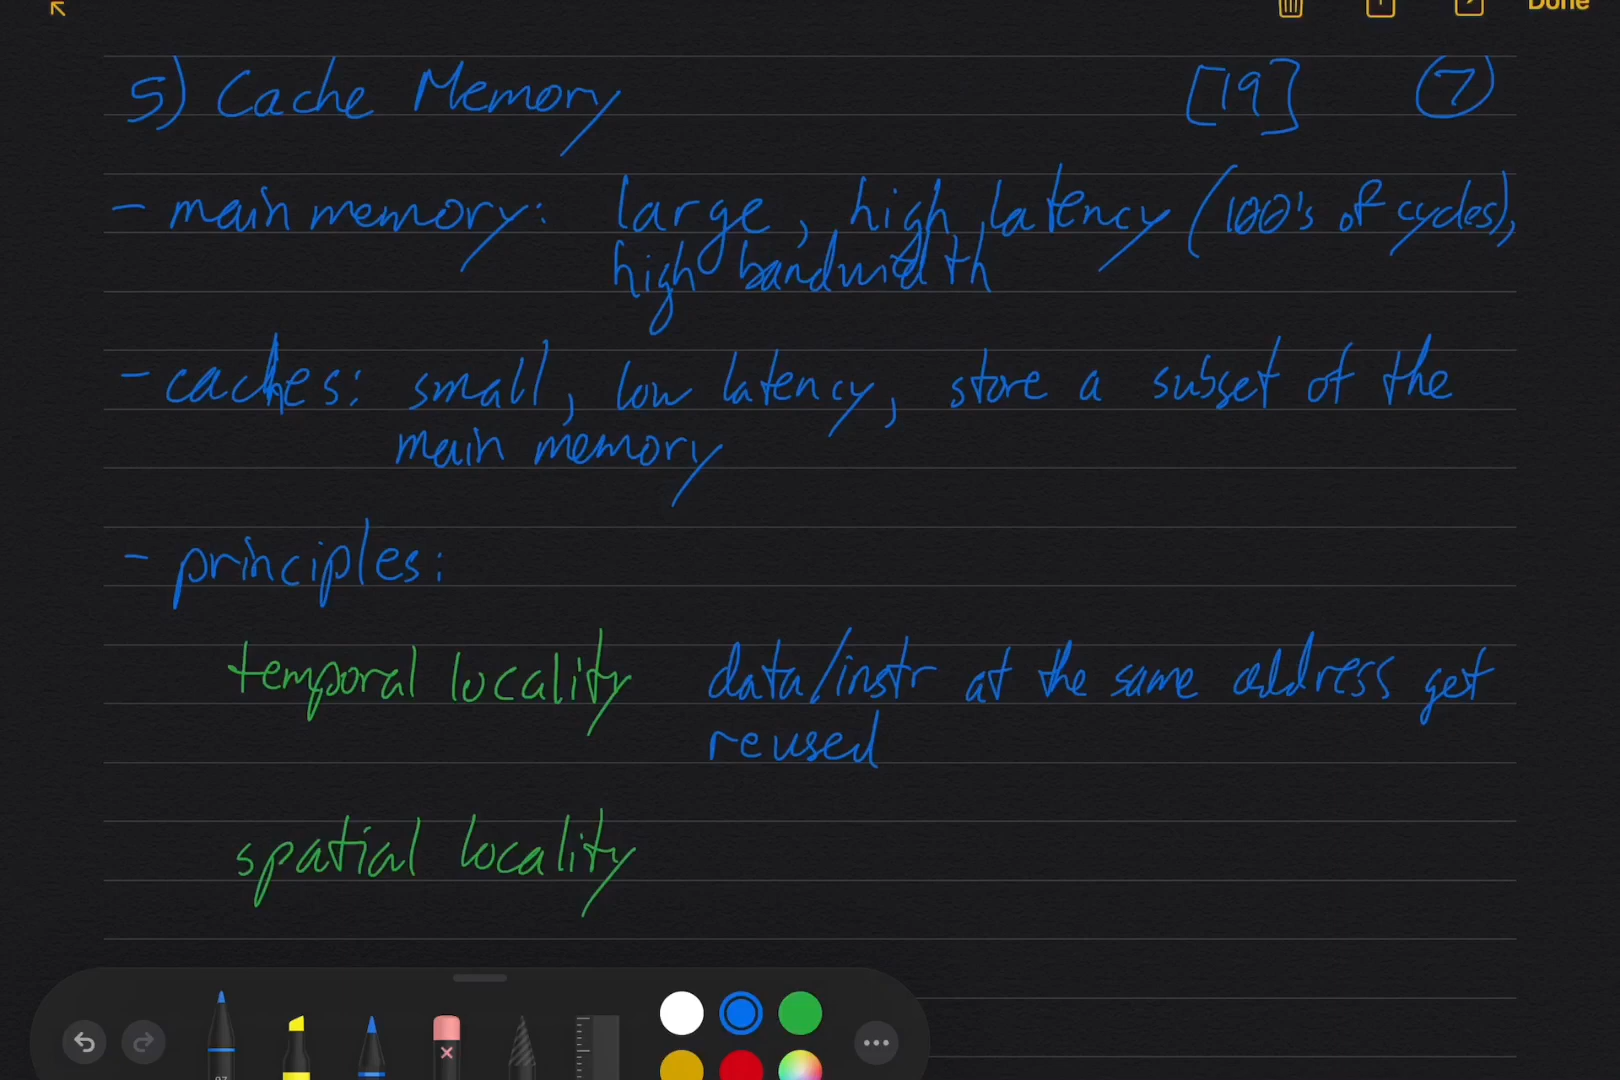 Done
5) Cache Memory [19] 7
- main memory: large, high latency (100's of cycles),
high bandwidth
- caches: small, low latency, store a subset of the
main memory
- principles:
temporal locality data/instr at the same address get
reused
spatial locality